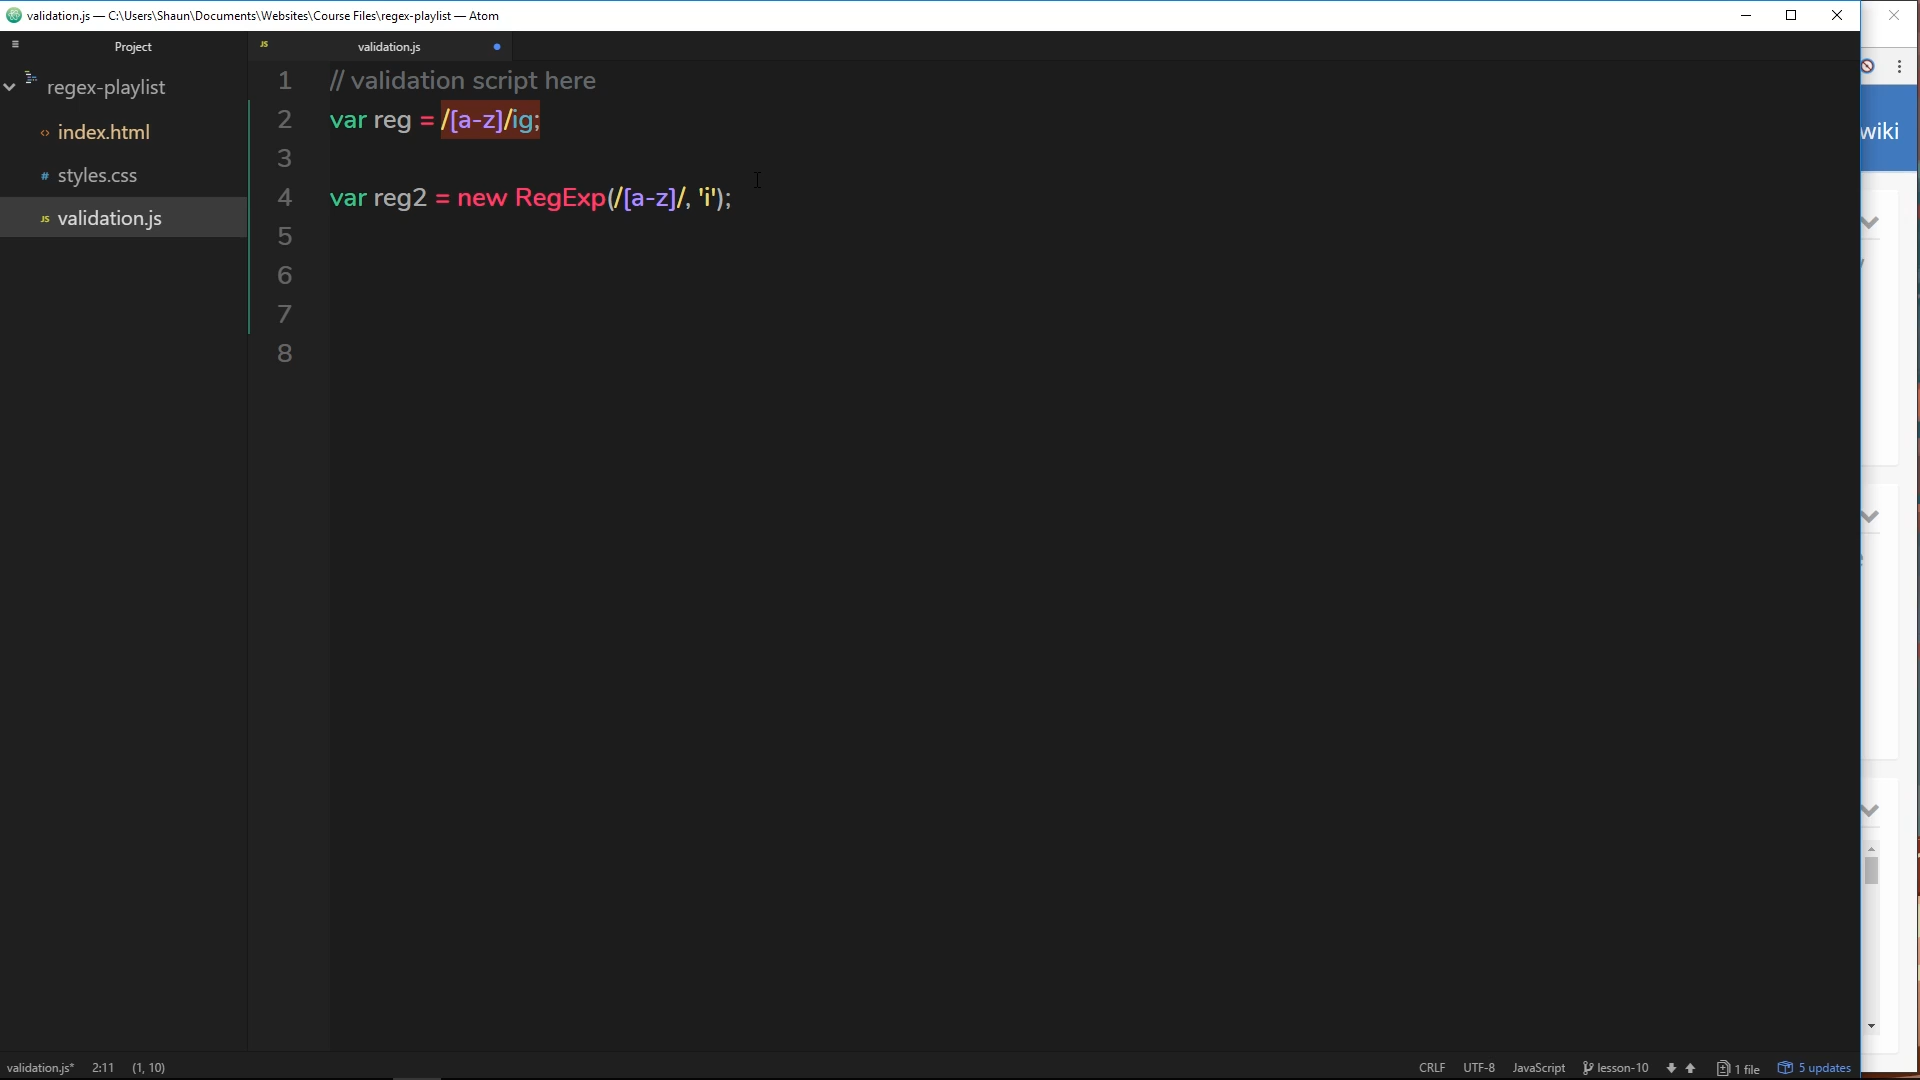 validation.js — C:\Users\Shaun\Documents\Websites\Course Files\regex-playlist — Atom
Project
JS validation.js
regex-playlist
<> index.html
# styles.css
JS validation.js
1 // validation script here
2 var reg = /[a-z]/ig;
3
4 var reg2 = new RegExp(/[a-z]/, 'i');
5
6
7
8
wiki
validation.js* 2:11 (1, 10)
CRLF UTF-8 JavaScript lesson-10 1 file 5 updates